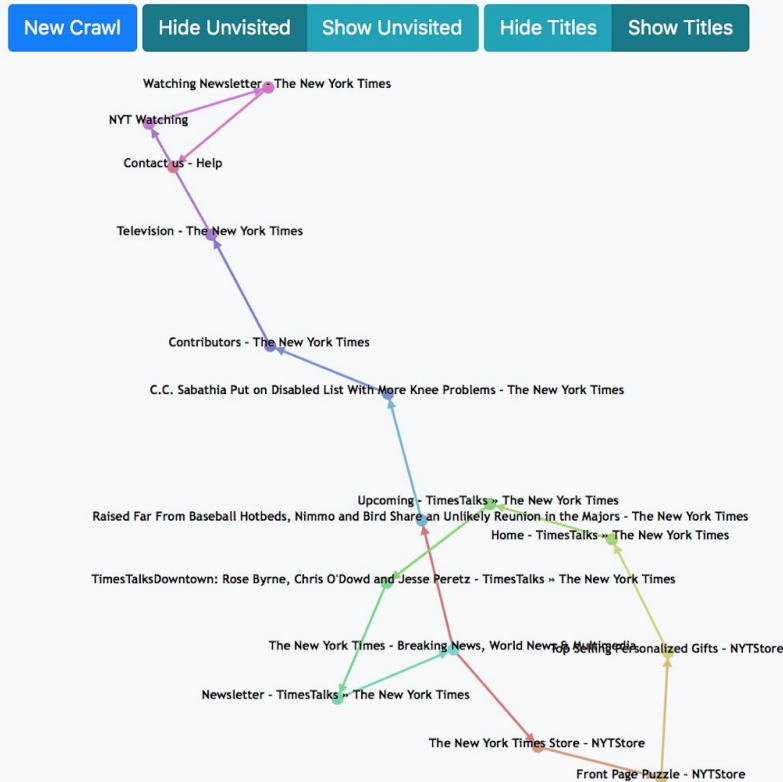 New Crawl
Hide Unvisited
Show Unvisited
Hide Titles
Show Titles
Watching Newsletter - The New York Times
NYT Watching
Contact us – Help
Television - The New York Times
Contributors - The New York Times
C.C. Sabathia Put on Disabled List With More Knee Problems - The New York Times
Upcoming - TimesTalks » The New York Times
Raised Far From Baseball Hotbeds, Nimmo and Bird Share an Unlikely Reunion in the Majors - The New York Times
Home - TimesTalks » The New York Times
TimesTalksDowntown: Rose Byrne, Chris O'Dowd and Jesse Peretz - TimesTalks » The New York Times
The New York Times - Breaking News, World News & Multimedia
Top Selling Personalized Gifts - NYTStore
Newsletter - TimesTalks » The New York Times
The New York Times Store - NYTStore
Front Page Puzzle - NYTStore